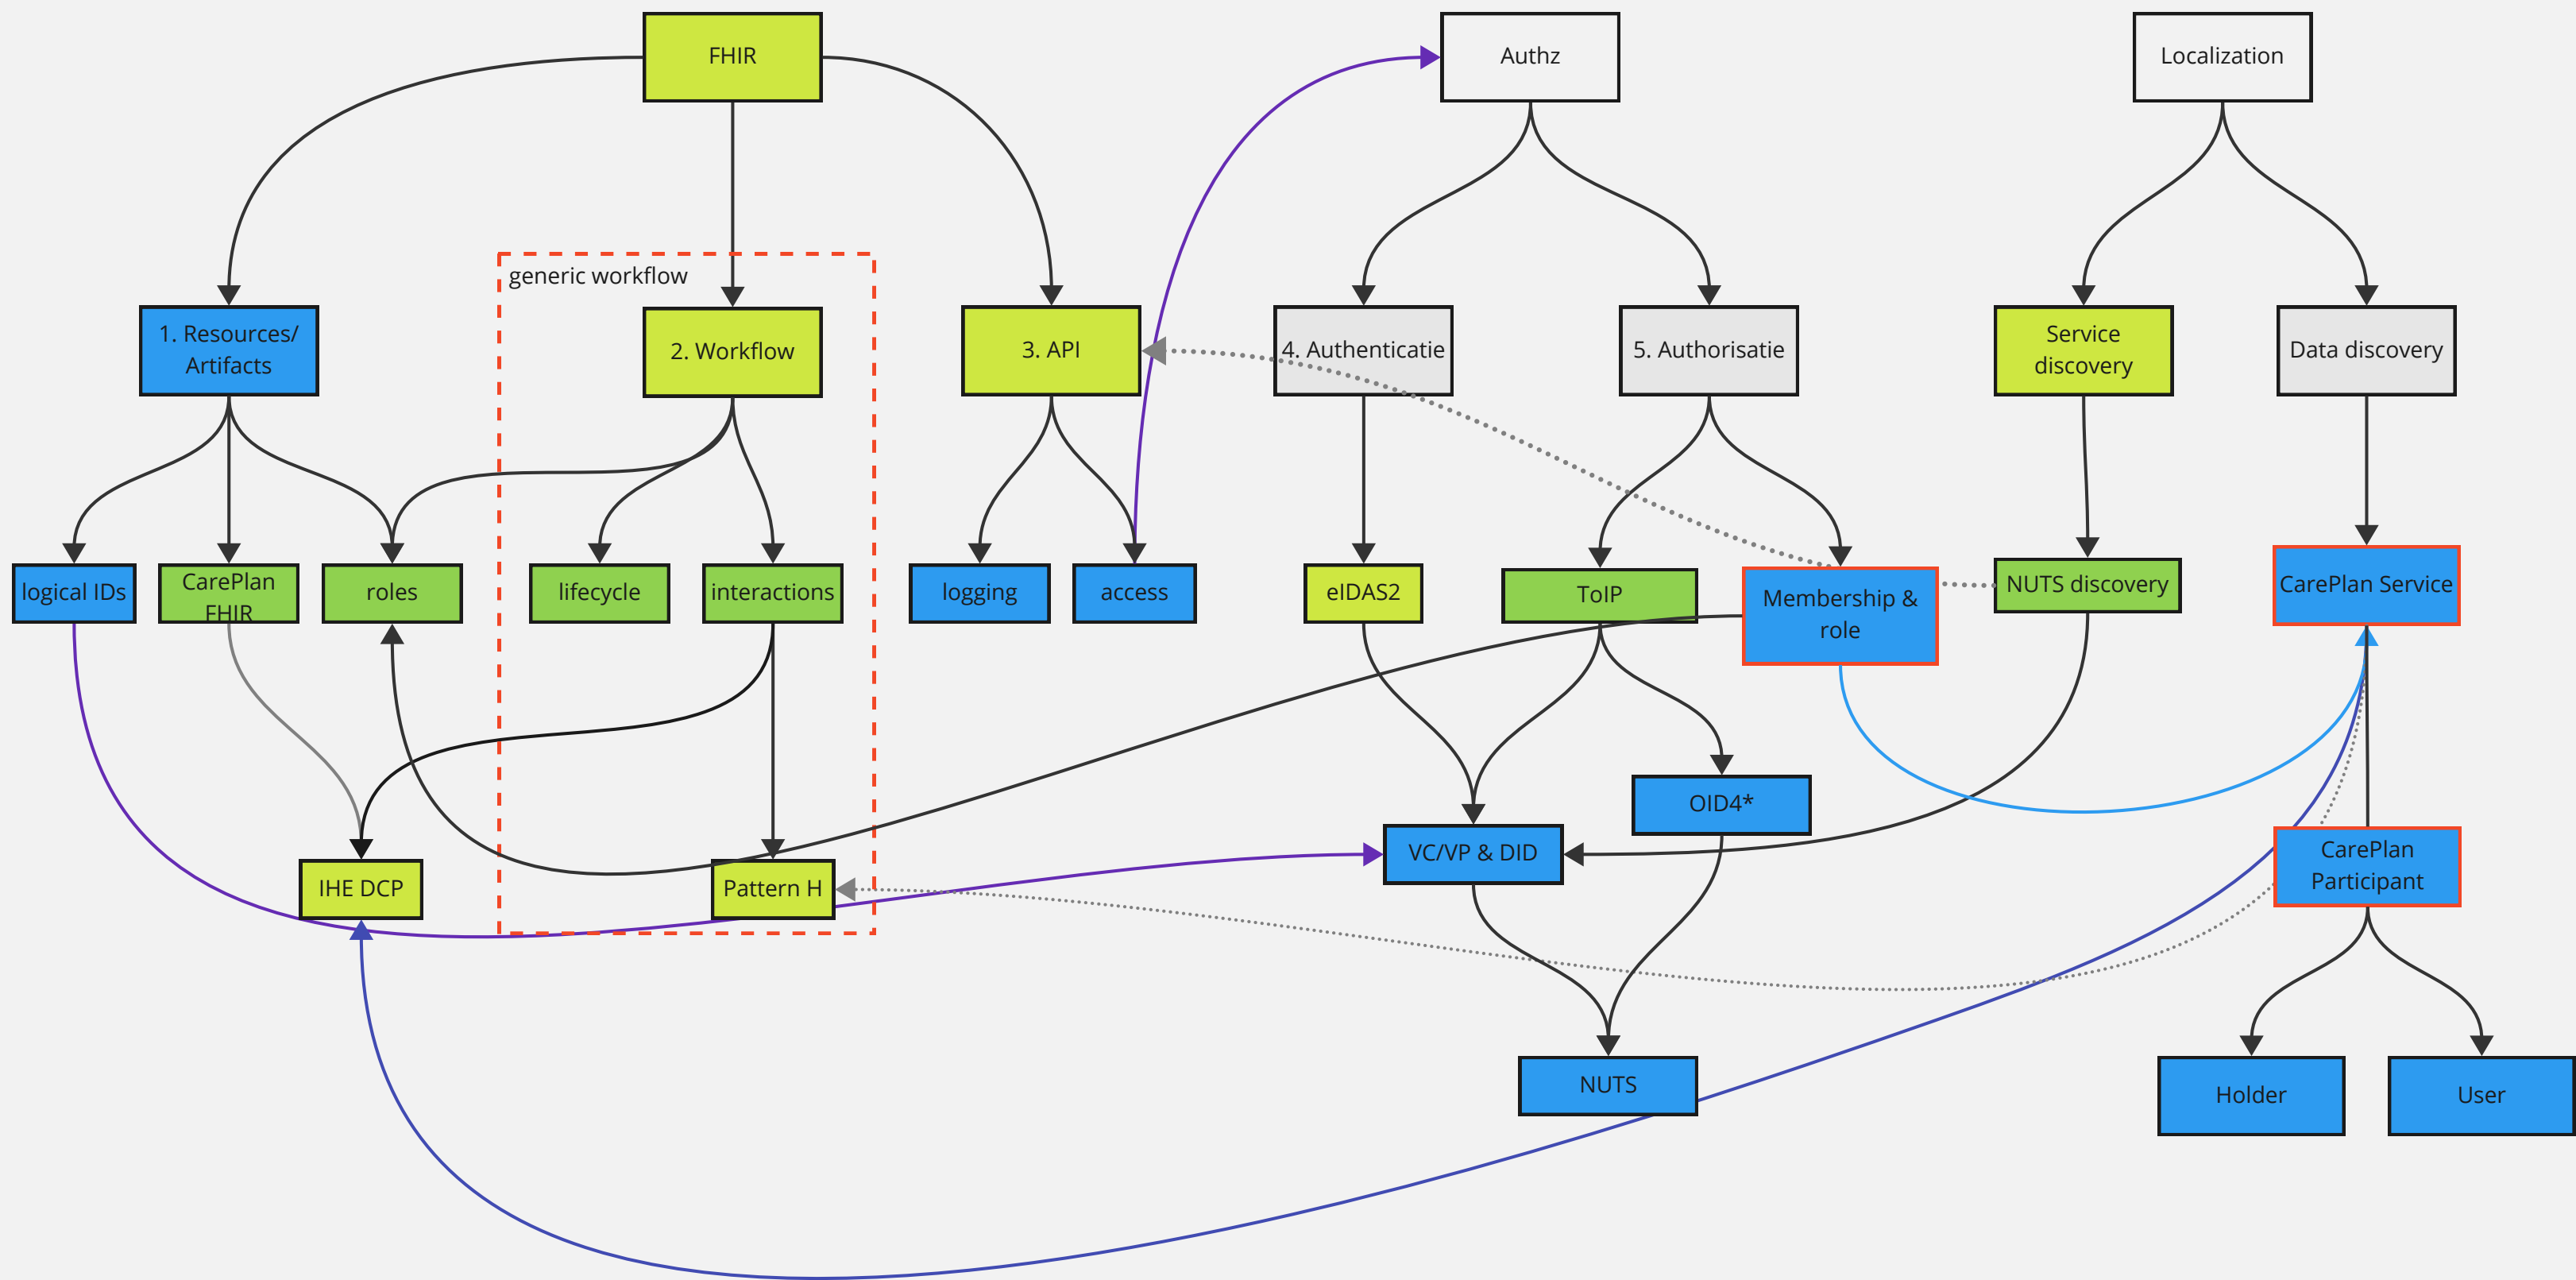 FHIR
Authz
Localization
generic workflow
1. Resources/
Artifacts
2. Workflow
3. API
4. Authenticatie
5. Authorisatie
Service
discovery
Data discovery
logical IDs
CarePlan
FHIR
roles
lifecycle
interactions
logging
access
eIDAS2
ToIP
Membership &
role
NUTS discovery
CarePlan Service
IHE DCP
Pattern H
VC/VP & DID
OID4*
CarePlan
Participant
NUTS
Holder
User